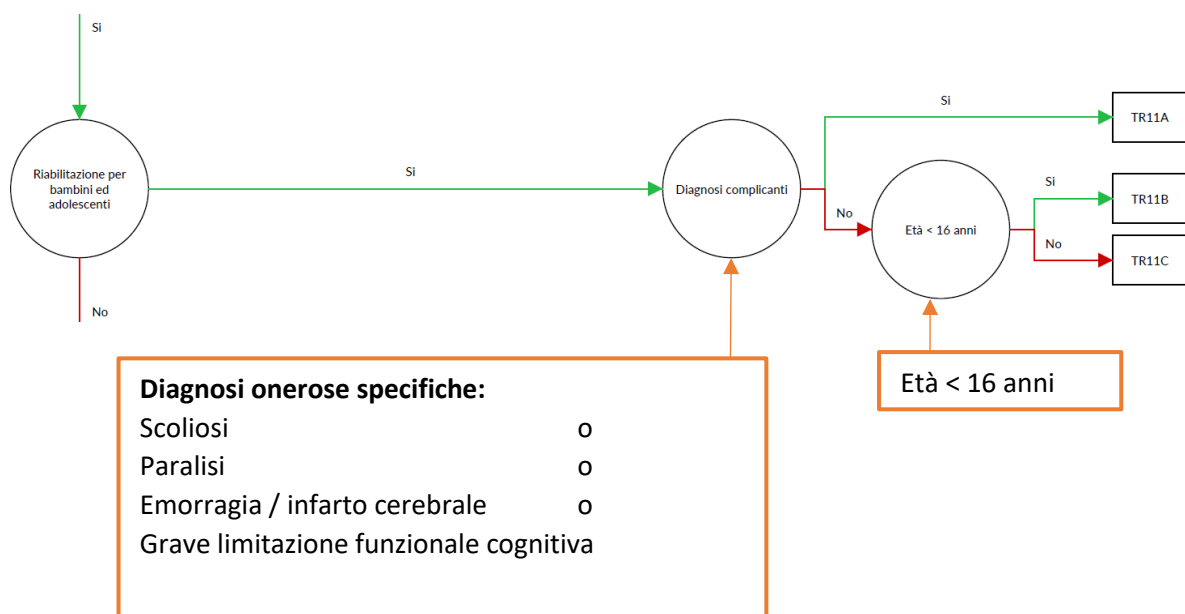 Si
Riabilitazione per
bambini ed
adolescenti
Si
No
Diagnosi complicanti
Si
TR11A
No
Età < 16 anni
Si
TR11B
No
TR11C
Diagnosi onerose specifiche:
Scoliosi o
Paralisi o
Emorragia / infarto cerebrale o
Grave limitazione funzionale cognitiva
Età < 16 anni